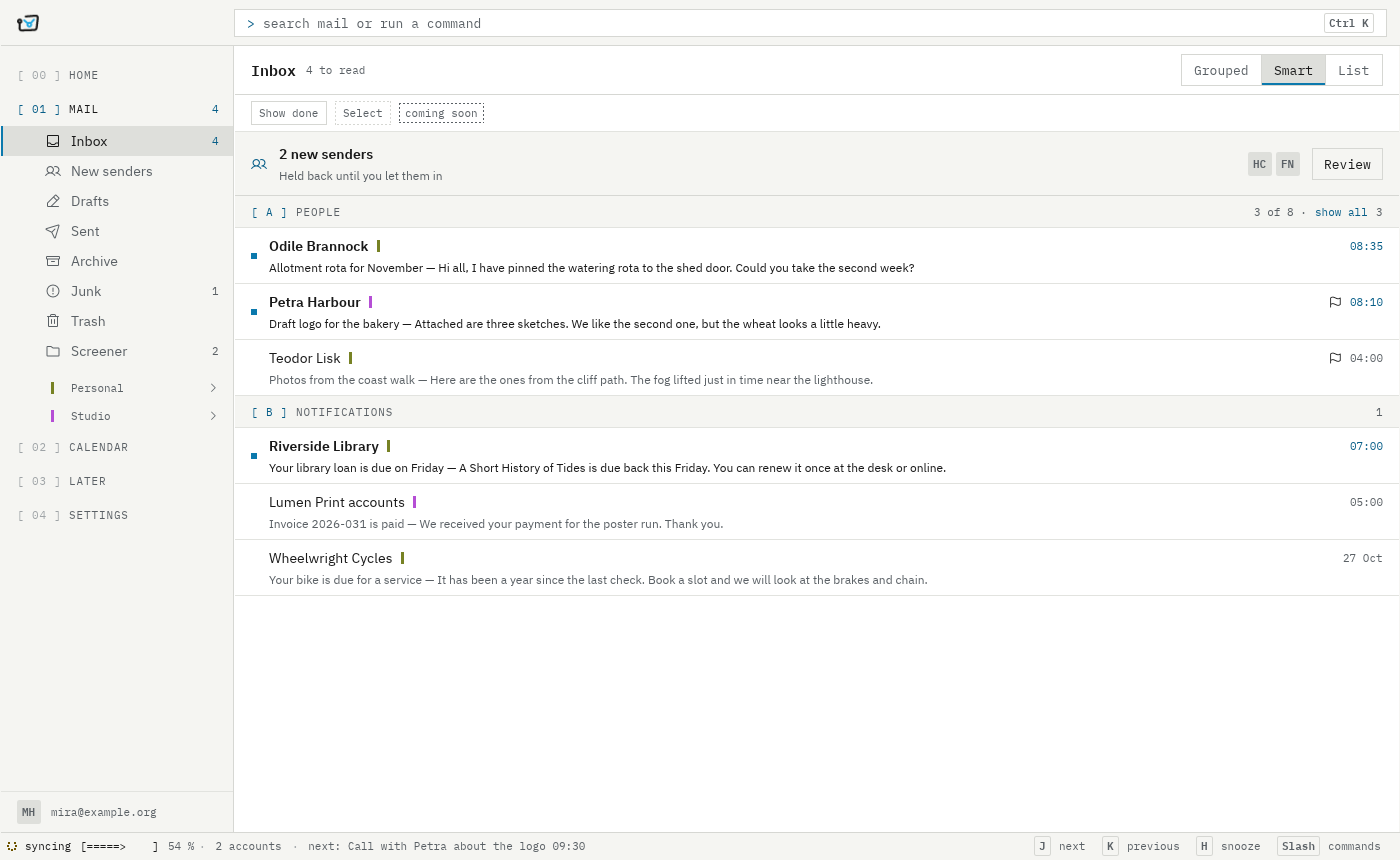 > search mail or run a command Ctrl K
[ 00 ] HOME
[ 01 ] MAIL 4
Inbox 4
New senders
Drafts
Sent
Archive
Junk 1
Trash
Screener 2
Personal
Studio
[ 02 ] CALENDAR
[ 03 ] LATER
[ 04 ] SETTINGS
MH mira@example.org
Inbox 4 to read Grouped Smart List
Show done Select coming soon
2 new senders
Held back until you let them in
HC FN Review
[ A ] PEOPLE 3 of 8 · show all 3
Odile Brannock 08:35
Allotment rota for November — Hi all, I have pinned the watering rota to the shed door. Could you take the second week?
Petra Harbour 08:10
Draft logo for the bakery — Attached are three sketches. We like the second one, but the wheat looks a little heavy.
Teodor Lisk 04:00
Photos from the coast walk — Here are the ones from the cliff path. The fog lifted just in time near the lighthouse.
[ B ] NOTIFICATIONS 1
Riverside Library 07:00
Your library loan is due on Friday — A Short History of Tides is due back this Friday. You can renew it once at the desk or online.
Lumen Print accounts 05:00
Invoice 2026-031 is paid — We received your payment for the poster run. Thank you.
Wheelwright Cycles 27 Oct
Your bike is due for a service — It has been a year since the last check. Book a slot and we will look at the brakes and chain.
syncing [=====> ] 54 % · 2 accounts · next: Call with Petra about the logo 09:30 J next K previous H snooze Slash commands